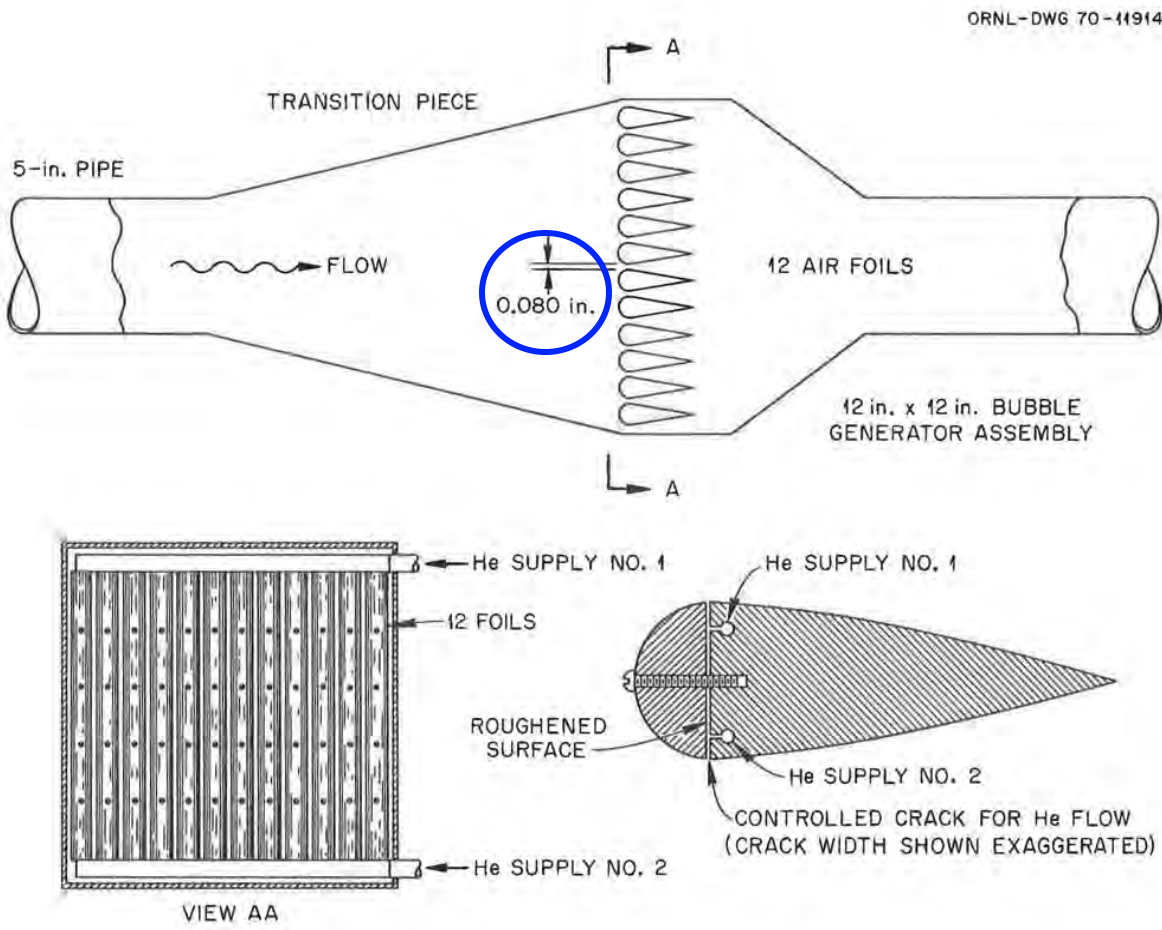 ORNL-DWG 70-11914
A
TRANSITION PIECE
5-in. PIPE
FLOW
12 AIR FOILS
0.080 in.
12 in. x 12 in. BUBBLE
GENERATOR ASSEMBLY
A
He SUPPLY NO. 1
He SUPPLY NO. 1
12 FOILS
ROUGHENED
SURFACE
He SUPPLY NO. 2
CONTROLLED CRACK FOR He FLOW
(CRACK WIDTH SHOWN EXAGGERATED)
He SUPPLY NO. 2
VIEW AA